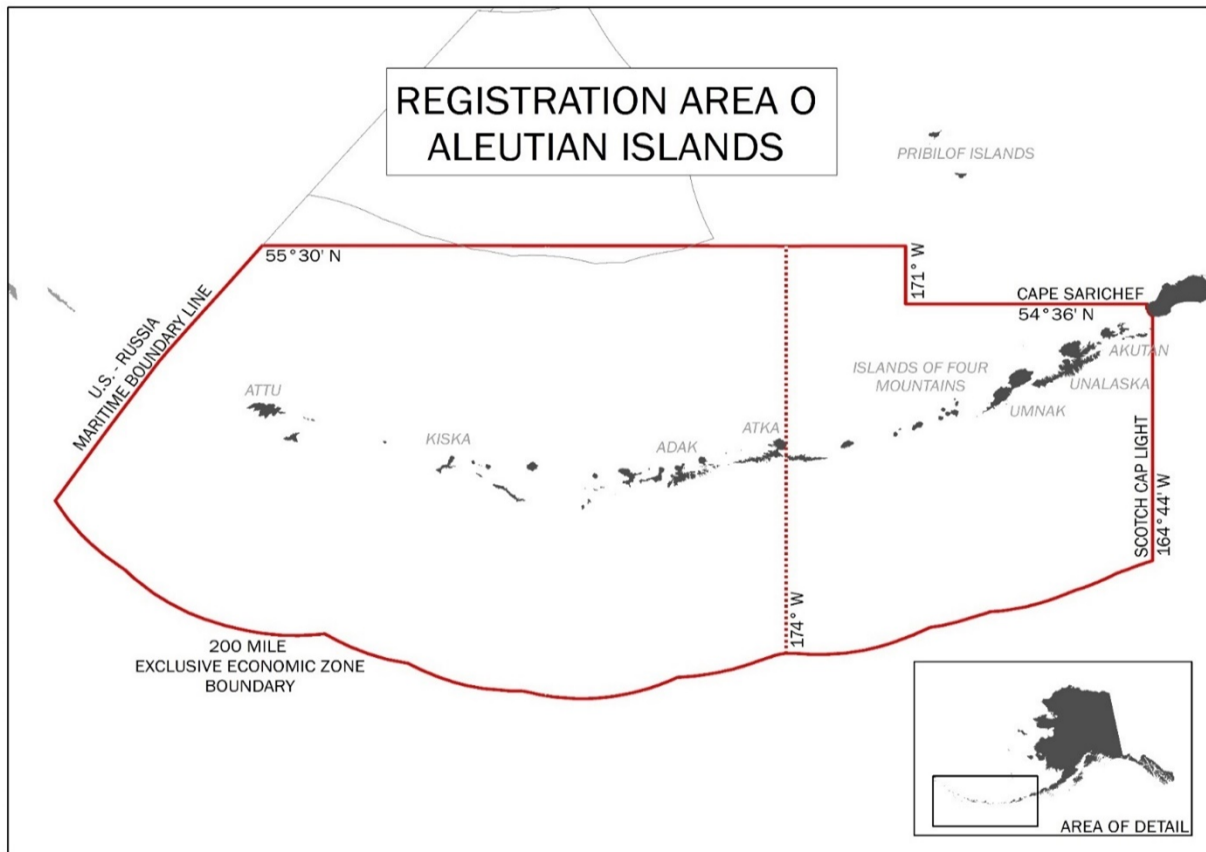 REGISTRATION AREA O
ALEUTIAN ISLANDS
PRIBILOF ISLANDS
55°30' N
171° W
CAPE SARICHEF
54°36' N
U.S. - RUSSIA
MARITIME BOUNDARY LINE
AKUTAN
ISLANDS OF FOUR
MOUNTAINS
UNALASKA
UMNAK
ATTU
KISKA
ADAK
ATKA
SCOTCH CAP LIGHT
164°44' W
174° W
200 MILE
EXCLUSIVE ECONOMIC ZONE
BOUNDARY
AREA OF DETAIL